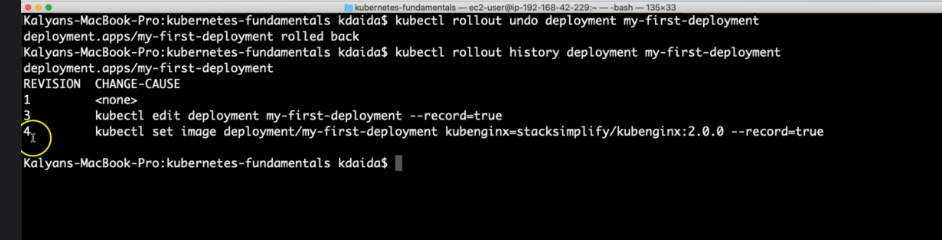 kubernetes-fundamentals — ec2-user@ip-192-168-42-229:~ — -bash — 135×33
Kalyans-MacBook-Pro:kubernetes-fundamentals kdaida$ kubectl rollout undo deployment my-first-deployment
deployment.apps/my-first-deployment rolled back
Kalyans-MacBook-Pro:kubernetes-fundamentals kdaida$ kubectl rollout history deployment my-first-deployment
deployment.apps/my-first-deployment
REVISION  CHANGE-CAUSE
1         <none>
3         kubectl edit deployment my-first-deployment --record=true
4         kubectl set image deployment/my-first-deployment kubenginx=stacksimplify/kubenginx:2.0.0 --record=true
Kalyans-MacBook-Pro:kubernetes-fundamentals kdaida$